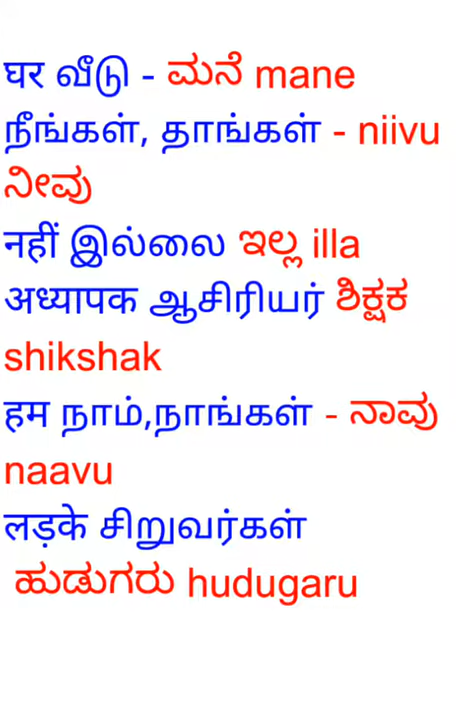 घर வீடு - ಮನೆ mane
நீங்கள், தாங்கள் - niivu
ನೀವು
नहीं இல்லை ಇಲ್ಲ illa
अध्यापक ஆசிரியர் ಶಿಕ್ಷಕ
shikshak
हम நாம்,நாங்கள் - ನಾವು
naavu
लड़के சிறுவர்கள்
ಹುಡುಗರು hudugaru